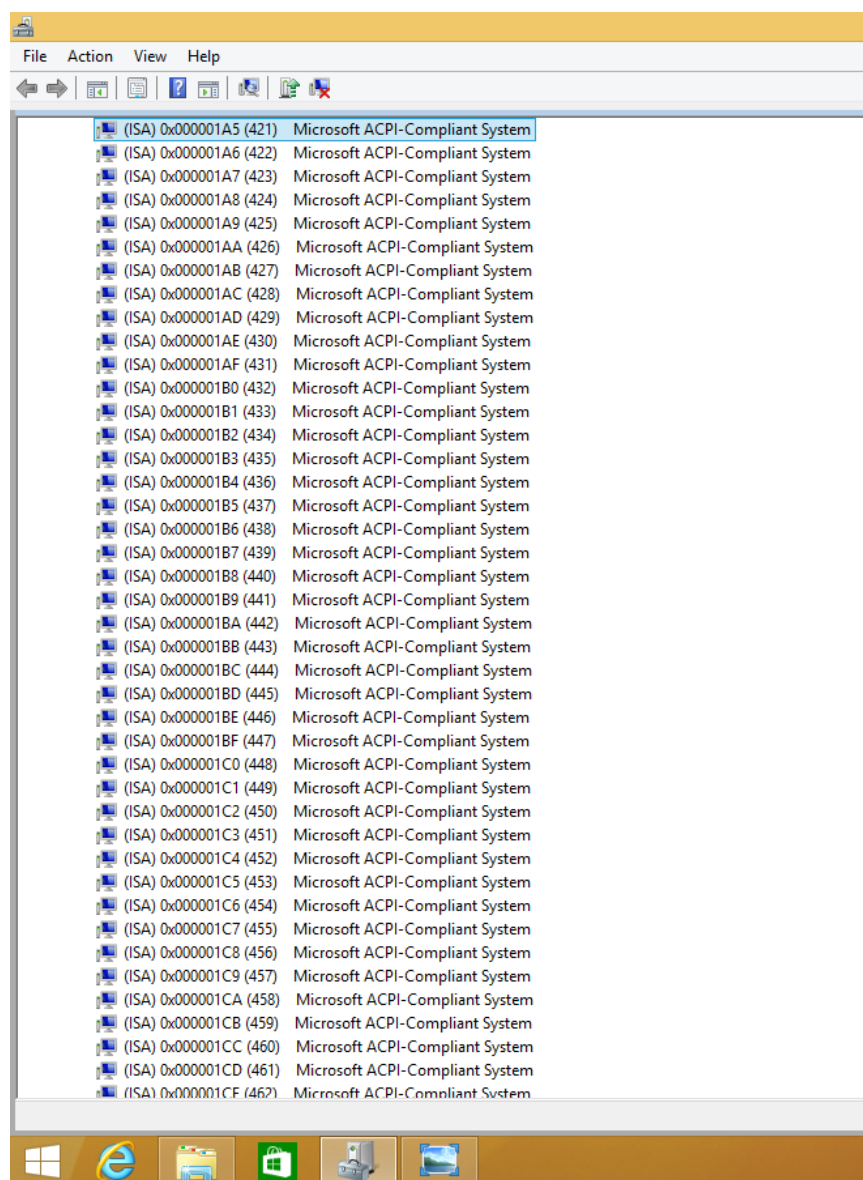 File Action View Help
(ISA) 0x000001A5 (421) Microsoft ACPI-Compliant System
(ISA) 0x000001A6 (422) Microsoft ACPI-Compliant System
(ISA) 0x000001A7 (423) Microsoft ACPI-Compliant System
(ISA) 0x000001A8 (424) Microsoft ACPI-Compliant System
(ISA) 0x000001A9 (425) Microsoft ACPI-Compliant System
(ISA) 0x000001AA (426) Microsoft ACPI-Compliant System
(ISA) 0x000001AB (427) Microsoft ACPI-Compliant System
(ISA) 0x000001AC (428) Microsoft ACPI-Compliant System
(ISA) 0x000001AD (429) Microsoft ACPI-Compliant System
(ISA) 0x000001AE (430) Microsoft ACPI-Compliant System
(ISA) 0x000001AF (431) Microsoft ACPI-Compliant System
(ISA) 0x000001B0 (432) Microsoft ACPI-Compliant System
(ISA) 0x000001B1 (433) Microsoft ACPI-Compliant System
(ISA) 0x000001B2 (434) Microsoft ACPI-Compliant System
(ISA) 0x000001B3 (435) Microsoft ACPI-Compliant System
(ISA) 0x000001B4 (436) Microsoft ACPI-Compliant System
(ISA) 0x000001B5 (437) Microsoft ACPI-Compliant System
(ISA) 0x000001B6 (438) Microsoft ACPI-Compliant System
(ISA) 0x000001B7 (439) Microsoft ACPI-Compliant System
(ISA) 0x000001B8 (440) Microsoft ACPI-Compliant System
(ISA) 0x000001B9 (441) Microsoft ACPI-Compliant System
(ISA) 0x000001BA (442) Microsoft ACPI-Compliant System
(ISA) 0x000001BB (443) Microsoft ACPI-Compliant System
(ISA) 0x000001BC (444) Microsoft ACPI-Compliant System
(ISA) 0x000001BD (445) Microsoft ACPI-Compliant System
(ISA) 0x000001BE (446) Microsoft ACPI-Compliant System
(ISA) 0x000001BF (447) Microsoft ACPI-Compliant System
(ISA) 0x000001C0 (448) Microsoft ACPI-Compliant System
(ISA) 0x000001C1 (449) Microsoft ACPI-Compliant System
(ISA) 0x000001C2 (450) Microsoft ACPI-Compliant System
(ISA) 0x000001C3 (451) Microsoft ACPI-Compliant System
(ISA) 0x000001C4 (452) Microsoft ACPI-Compliant System
(ISA) 0x000001C5 (453) Microsoft ACPI-Compliant System
(ISA) 0x000001C6 (454) Microsoft ACPI-Compliant System
(ISA) 0x000001C7 (455) Microsoft ACPI-Compliant System
(ISA) 0x000001C8 (456) Microsoft ACPI-Compliant System
(ISA) 0x000001C9 (457) Microsoft ACPI-Compliant System
(ISA) 0x000001CA (458) Microsoft ACPI-Compliant System
(ISA) 0x000001CB (459) Microsoft ACPI-Compliant System
(ISA) 0x000001CC (460) Microsoft ACPI-Compliant System
(ISA) 0x000001CD (461) Microsoft ACPI-Compliant System
(ISA) 0x000001CE (462) Microsoft ACPI-Compliant System